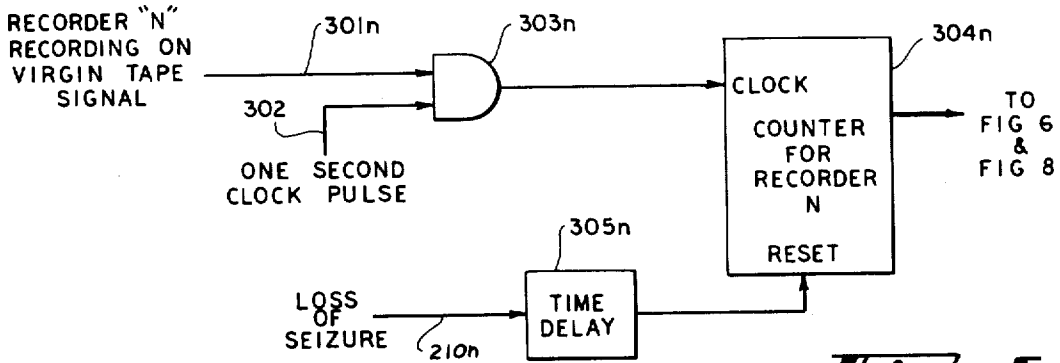 RECORDER "N"
RECORDING ON
VIRGIN TAPE
SIGNAL
301n
303n
304n
302
ONE SECOND
CLOCK PULSE
CLOCK
COUNTER
FOR
RECORDER
N
RESET
TO
FIG 6
&
FIG 8
305n
LOSS
OF
SEIZURE
210n
TIME
DELAY